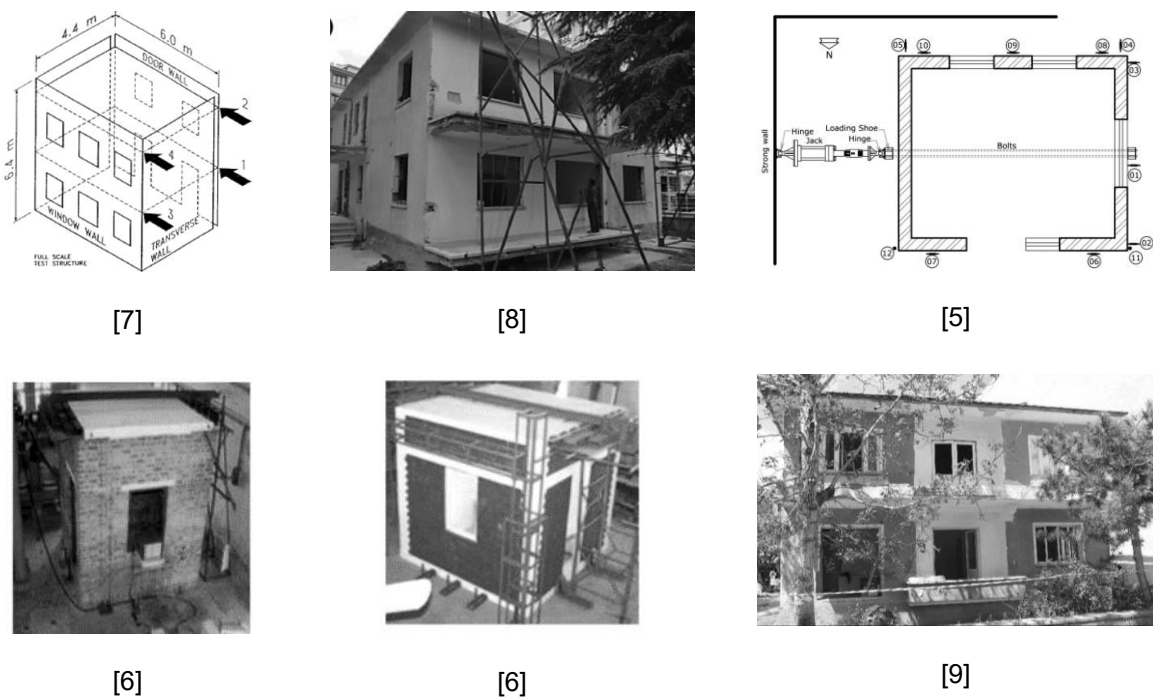 4.4 m
6.0 m
DOOR WALL
2
4
1
6.4 m
3
WINDOW WALL
TRANSVERSE
WALL
FULL SCALE
TEST STRUCTURE
[7]
[8]
05
10
09
08
04
N
03
Strong wall
Hinge
Jack
Loading Shoe
Hinge
Bolts
01
02
12
07
06
11
[5]
[6]
[6]
[9]